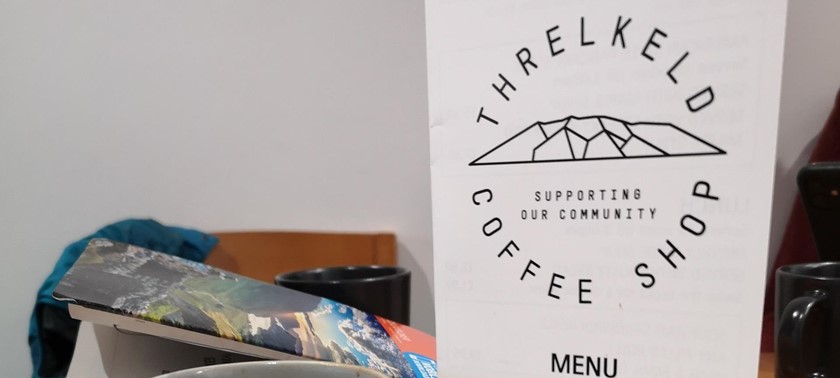 THRELKELD
SUPPORTING
OUR COMMUNITY
COFFEE SHOP
MENU